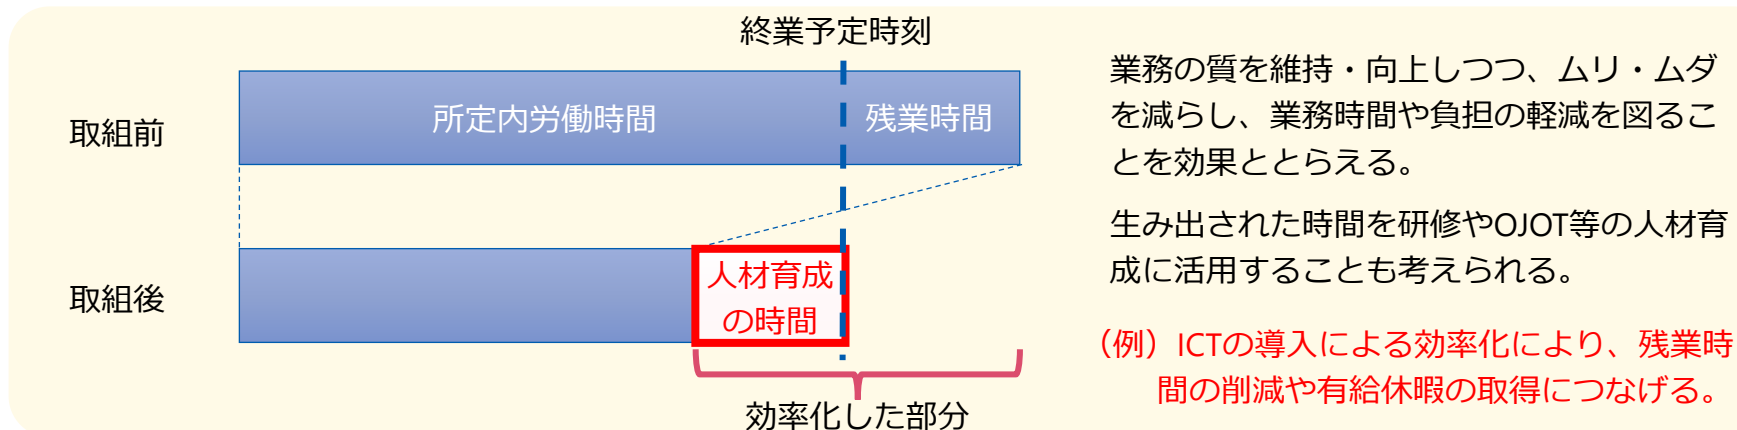 終業予定時刻
取組前
所定内労働時間
残業時間
取組後
人材育成
の時間
効率化した部分
業務の質を維持・向上しつつ、ムリ・ムダ
を減らし、業務時間や負担の軽減を図るこ
とを効果ととらえる。
生み出された時間を研修やOJOT等の人材育
成に活用することも考えられる。
（例）ICTの導入による効率化により、残業時
間の削減や有給休暇の取得につなげる。